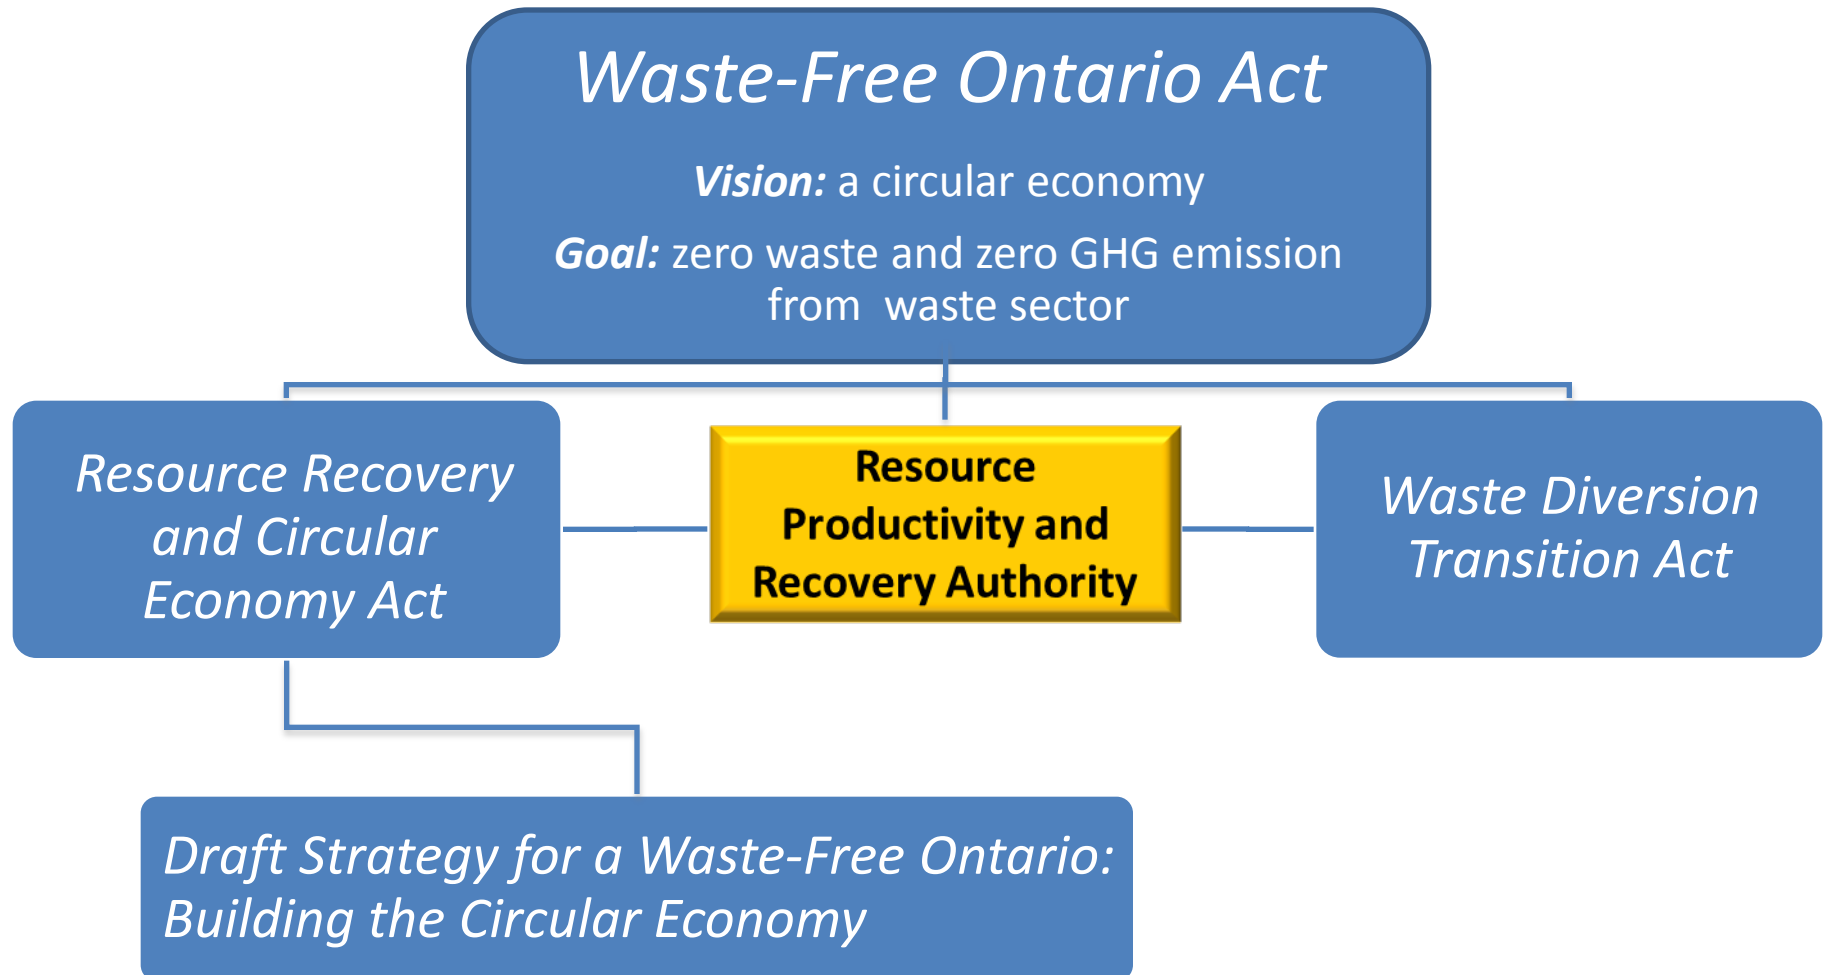 Waste-Free Ontario Act
Vision: a circular economy
Goal: zero waste and zero GHG emission
from waste sector
Resource Recovery
and Circular
Economy Act
Resource
Productivity and
Recovery Authority
Waste Diversion
Transition Act
Draft Strategy for a Waste-Free Ontario:
Building the Circular Economy